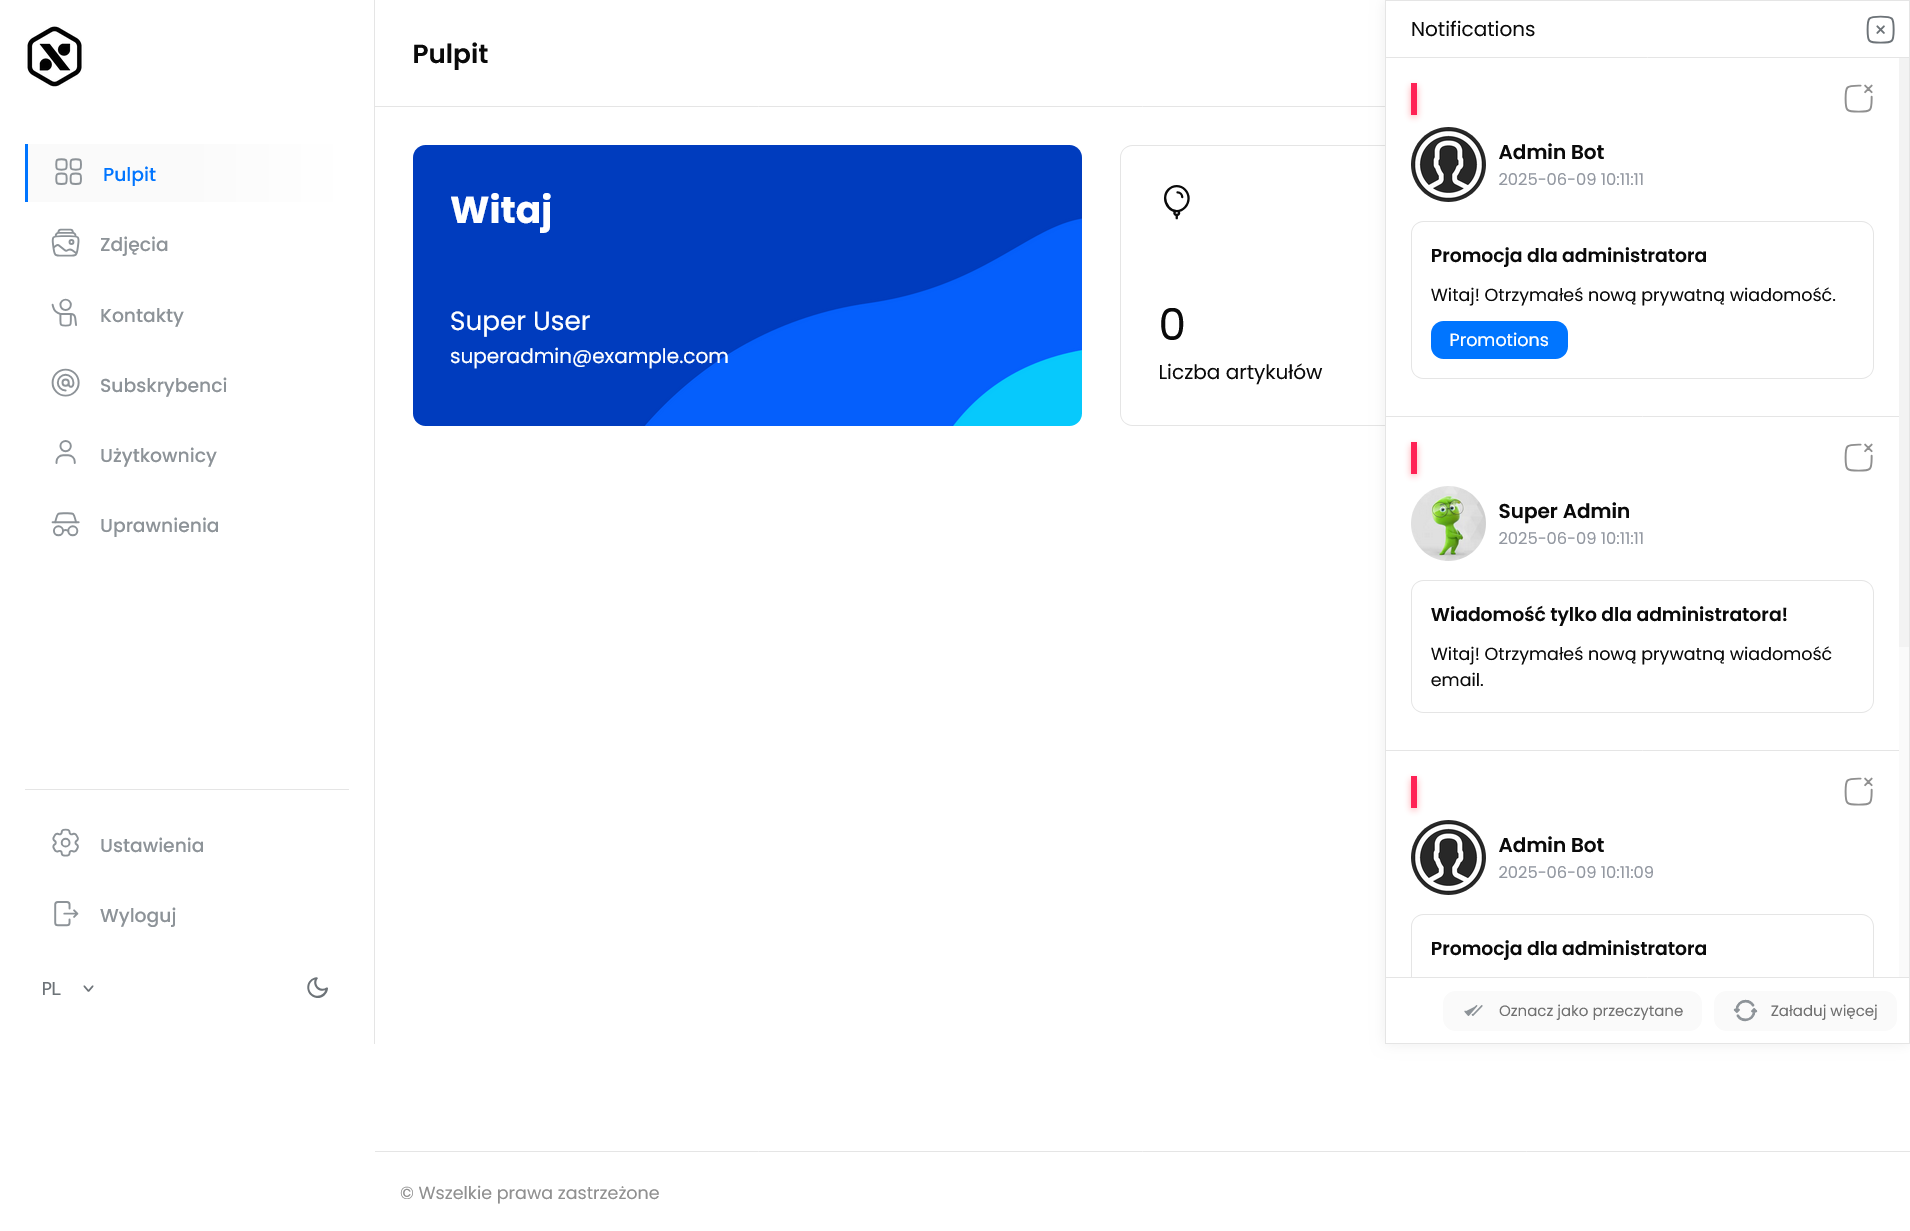 Pulpit
Zdjęcia
Kontakty
Subskrybenci
Użytkownicy
Uprawnienia
Ustawienia
Wyloguj
PL
Pulpit
Witaj
Super User
superadmin@example.com
0
Liczba artykułów
Notifications
Admin Bot
2025-06-09 10:11:11
Promocja dla administratora
Witaj! Otrzymałeś nową prywatną wiadomość.
Promotions
Super Admin
2025-06-09 10:11:11
Wiadomość tylko dla administratora!
Witaj! Otrzymałeś nową prywatną wiadomość
email.
Admin Bot
2025-06-09 10:11:09
Promocja dla administratora
Oznacz jako przeczytane
Załaduj więcej
© Wszelkie prawa zastrzeżone